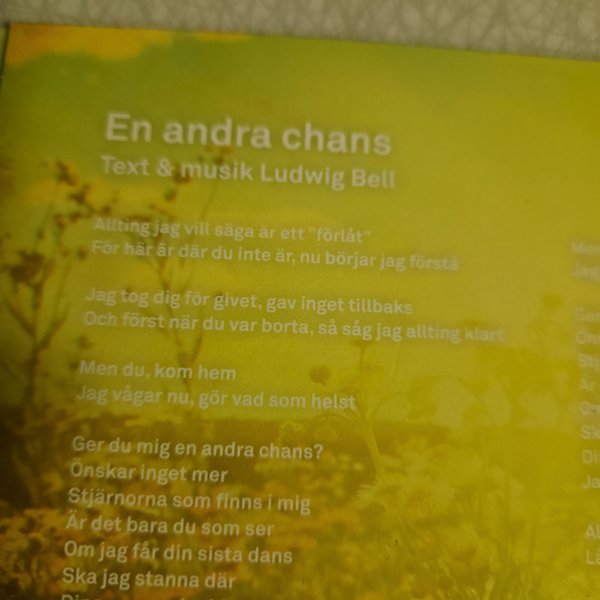 En andra chans
Text & musik Ludwig Bell
Allting jag vill säga är ett "förlåt"
För här är där du inte är, nu börjar jag förstå
Jag tog dig för givet, gav inget tillbaks
Och först när du var borta, så såg jag allting klart
Men du, kom hem
Jag vågar nu, gör vad som helst
Ger du mig en andra chans?
Önskar inget mer
Stjärnorna som finns i mig
Är det bara du som ser
Om jag får din sista dans
Ska jag stanna där
Men
Jag
Är
Ja